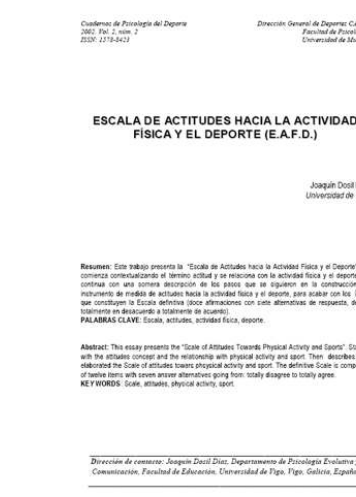 Cuadernos de Psicología del Deporte
2002. Vol. 2, núm. 2
ISSN: 1578-8423
Dirección General de Deportes
Facultad de
Universidad de
ESCALA DE ACTITUDES HACIA LA ACTIVIDAD
FÍSICA Y EL DEPORTE (E.A.F.D.)
Joaquín Dosil
Universidad de
Resumen: Este trabajo presenta la "Escala de Actitudes hacia la Actividad Física y el Deporte"
comienza contextualizando el término actitud y se relaciona con la actividad física y el deporte
continua con una somera descripción de los pasos que se siguieron en la construcción
instrumento de medida de actitudes hacia la actividad física y el deporte, para acabar con los
que constituyen la Escala definitiva (doce afirmaciones con siete alternativas de respuesta,
totalmente en desacuerdo a totalmente de acuerdo).
PALABRAS CLAVE: Escala, actitudes, actividad física, deporte.
Abstract: This essay presents the "Scale of Attitudes Towards Physical Activity and Sports".
with the attitudes concept and the relationship with physical activity and sport. Then describes
elaborated the Scale of attitudes towars physical activity and sport. The definitive Scale is
of twelve items with seven answer alternatives going from: totally disagree to totally agree.
KEY WORDS: Scale, attitudes, physical activity, sport.
Dirección de contacto: Joaquín Dosil Díaz, Departamento de Psicología Evolutiva
Comunicación, Facultad de Educación, Universidad de Vigo, Vigo, Galicia, España